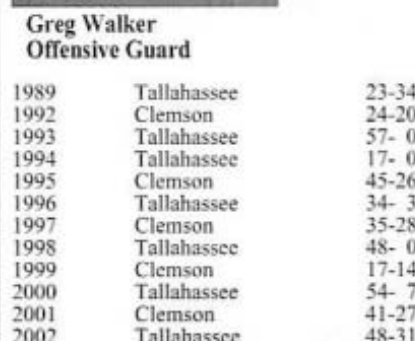 Greg Walker
Offensive Guard
1989 Tallahassee 23-34
1992 Clemson 24-20
1993 Tallahassee 57- 0
1994 Tallahassee 17- 0
1995 Clemson 45-26
1996 Tallahassee 34- 3
1997 Clemson 35-28
1998 Tallahassee 48- 0
1999 Clemson 17-14
2000 Tallahassee 54- 7
2001 Clemson 41-27
2002 Tallahassee 48-31